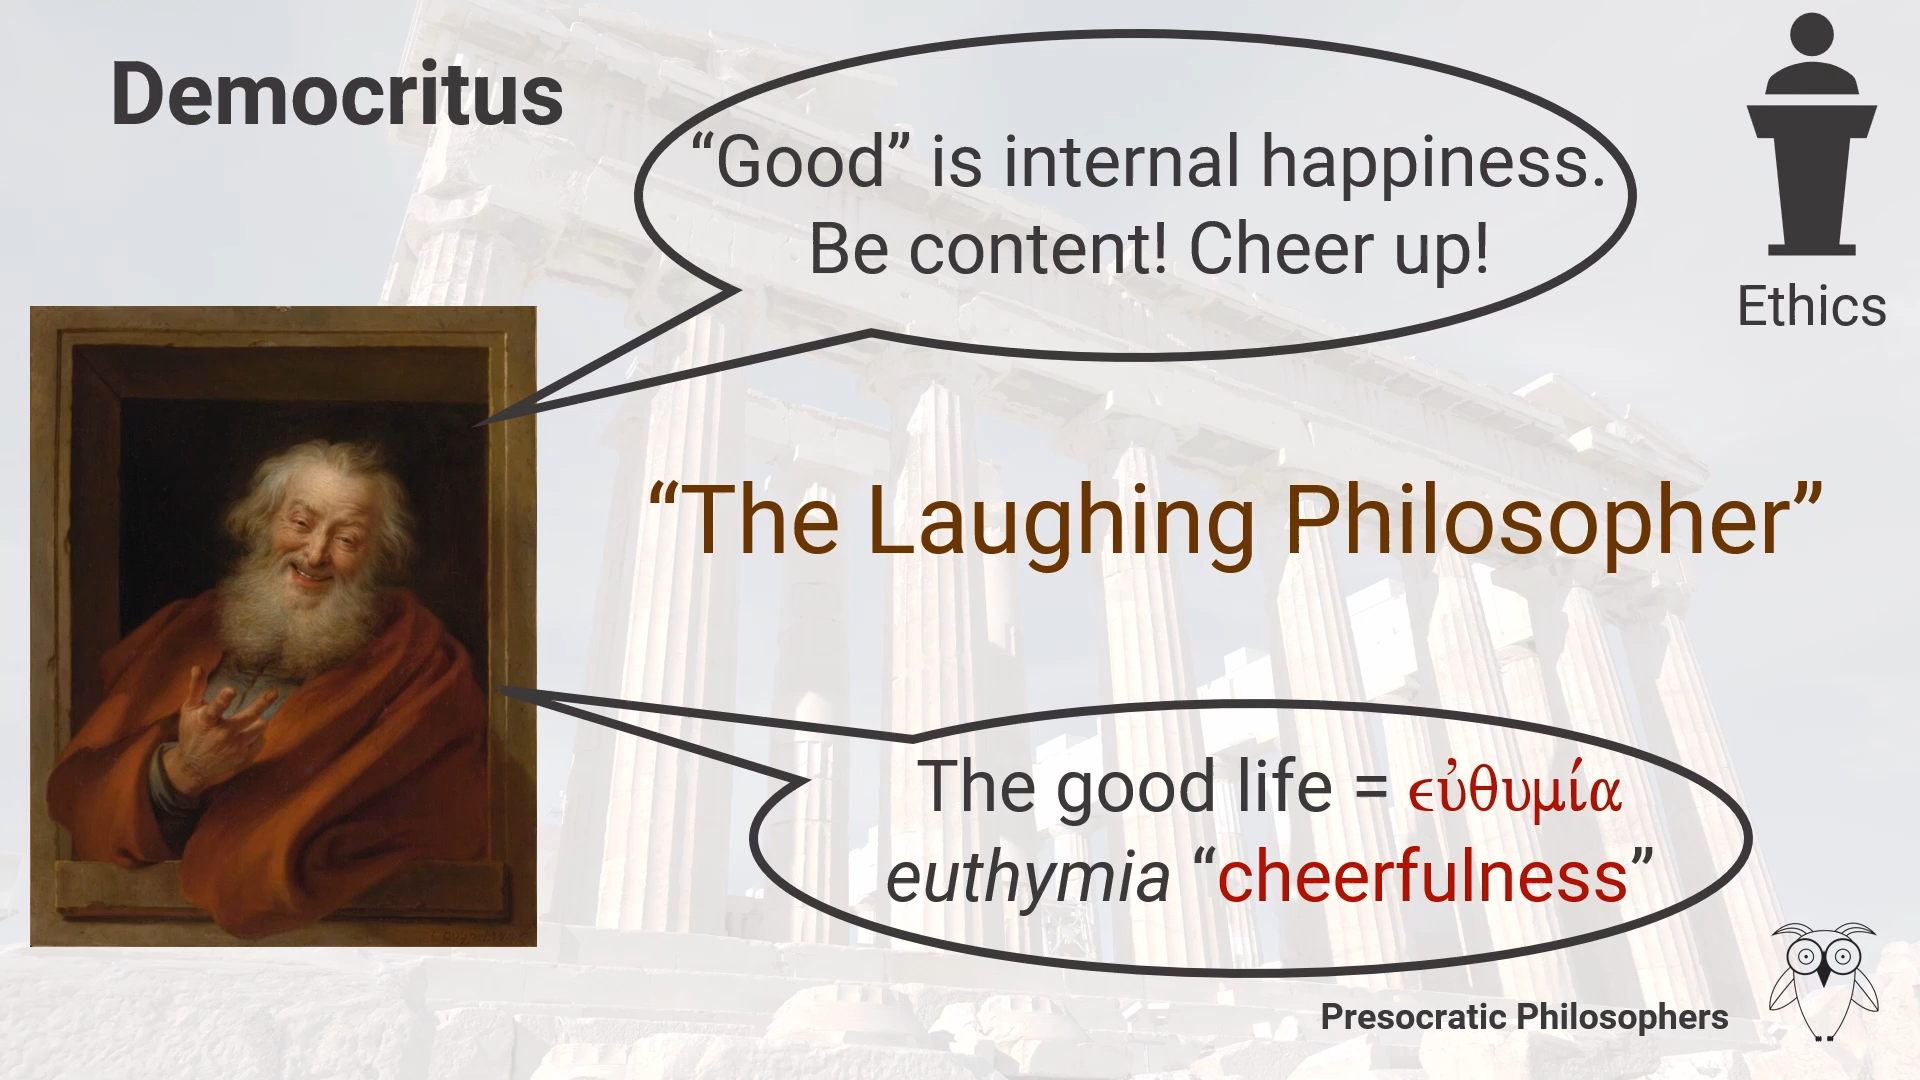 Democritus
“Good” is internal happiness.
Be content! Cheer up!
Ethics
“The Laughing Philosopher”
The good life = εὐθυμία
euthymia “cheerfulness”
Presocratic Philosophers